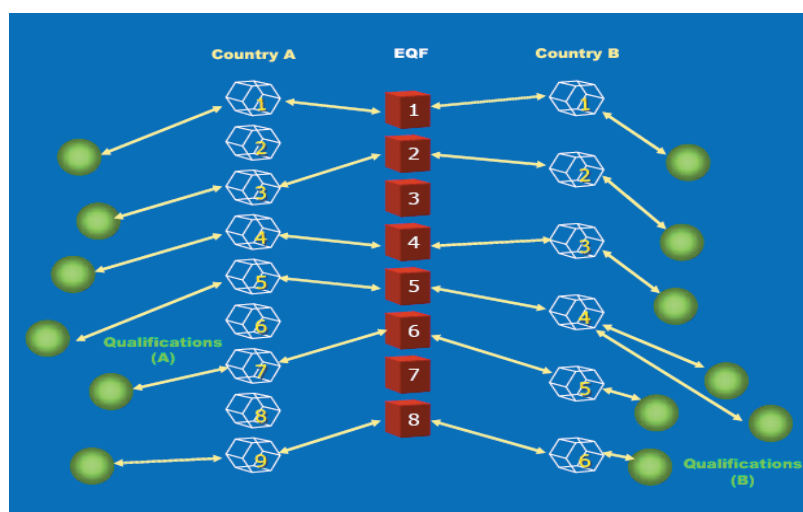 Country A EQF Country B
1 1 1
2 2 2
3 3 3
4 4 4
5 5 5
6 6 6
7 7
8 8
9
Qualifications
(A)
Qualifications
(B)